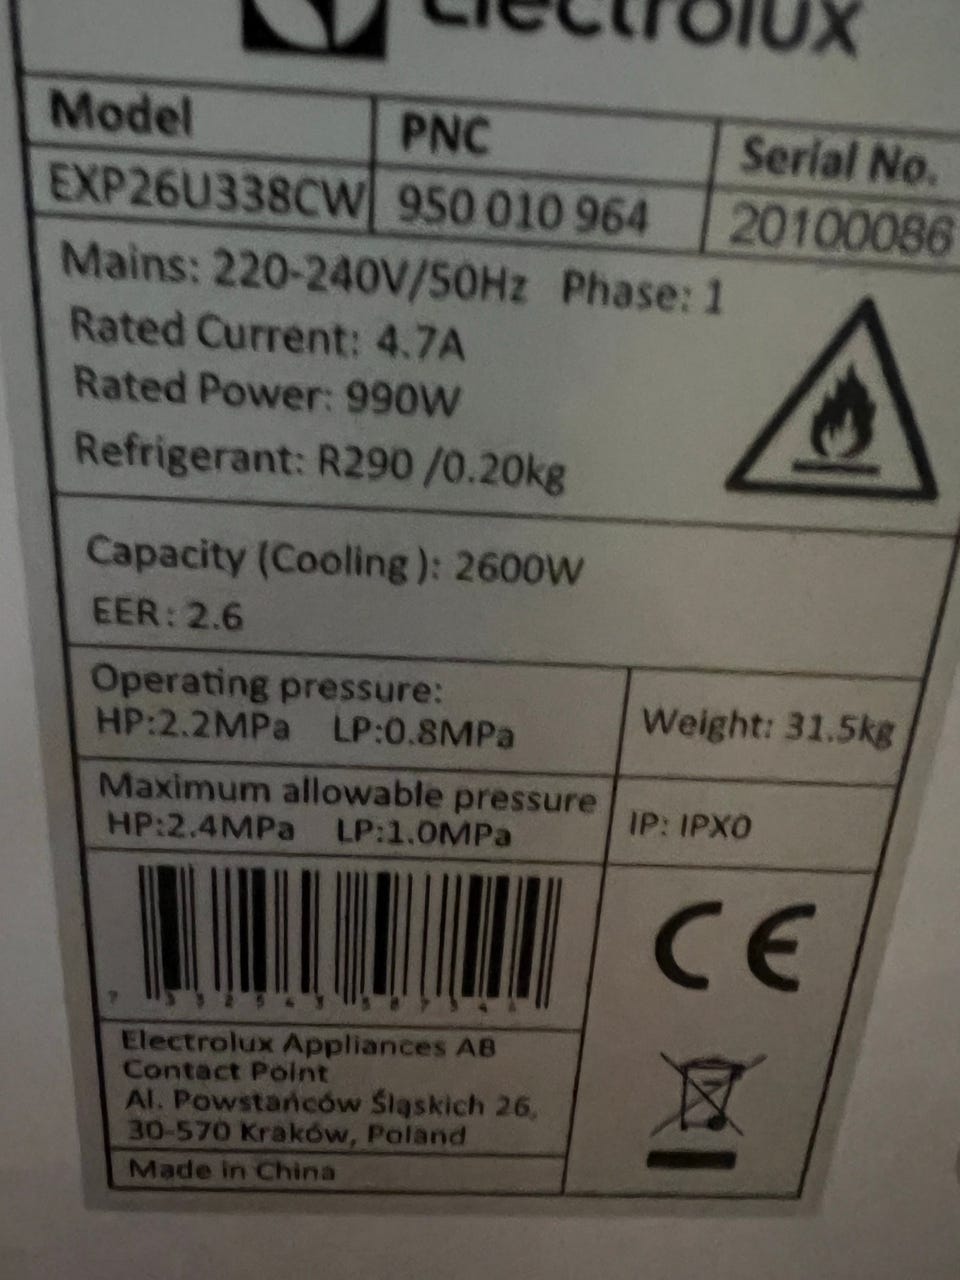 Electrolux
Model PNC Serial No.
EXP26U338CW 950 010 964 20100086
Mains: 220-240V/50Hz Phase: 1
Rated Current: 4.7A
Rated Power: 990W
Refrigerant: R290 /0.20kg
Capacity (Cooling ): 2600W
EER: 2.6
Operating pressure:
HP:2.2MPa LP:0.8MPa
Weight: 31.5kg
Maximum allowable pressure
HP:2.4MPa LP:1.0MPa
IP: IPX0
CE
Electrolux Appliances AB
Contact Point
Al. Powstańców Śląskich 26,
30-570 Kraków, Poland
Made in China